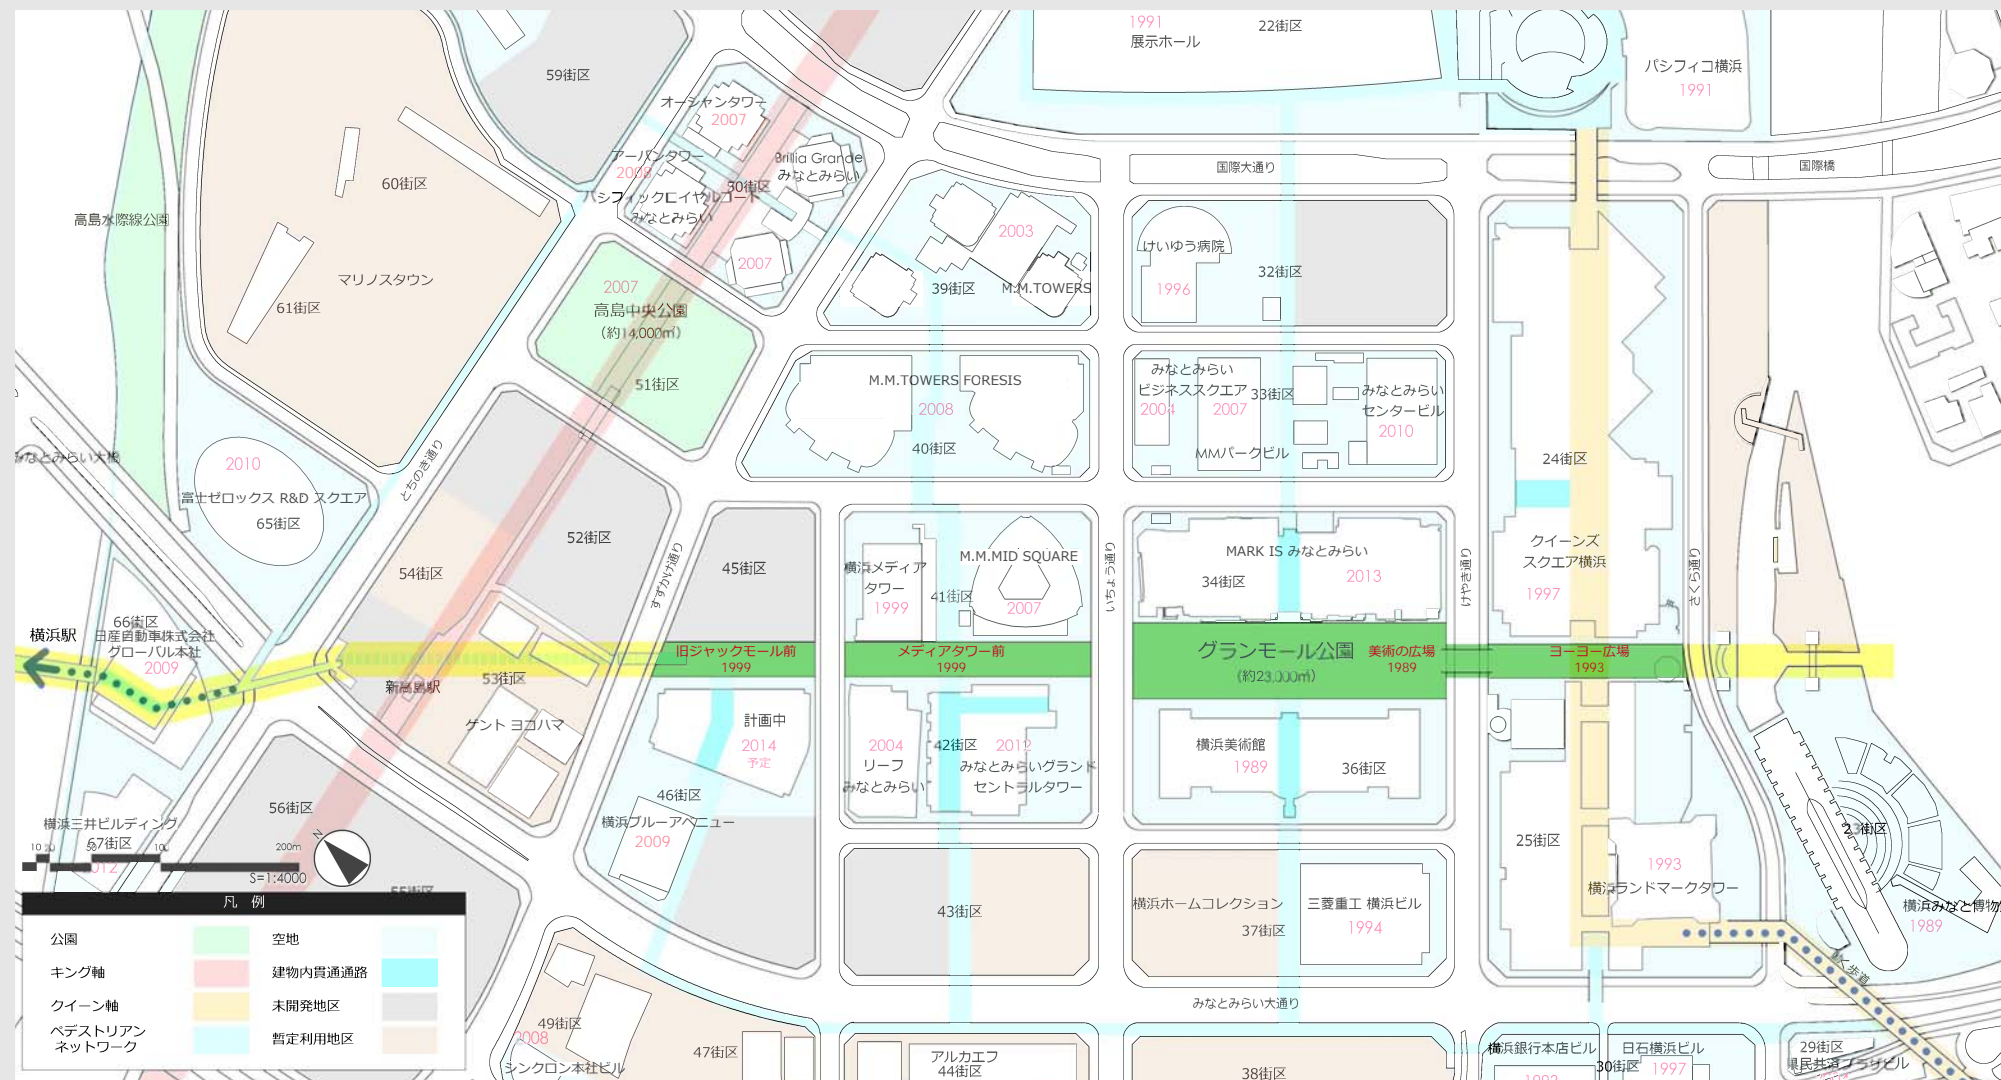 1991
展示ホール
22街区
パシフィコ横浜
1991
59街区
オーシャンタワー
2007
アーバンタワー
2008
Brillia Grande
みなとみらい
50街区
パシフィックロイヤルコート
みなとみらい
2007
60街区
高島水際線公園
マリノスタウン
61街区
国際大通り
国際橋
2003
39街区
M.M.TOWERS
けいゆう病院
1996
32街区
2007
高島中央公園
(約14,000㎡)
51街区
M.M.TOWERS FORESIS
2008
40街区
みなとみらい
ビジネススクエア
2004
2007
33街区
MMパークビル
みなとみらい
センタービル
2010
24街区
みなとみらい大橋
2010
富士ゼロックス R&D スクエア
65街区
とちのき通り
52街区
54街区
すずかけ通り
45街区
横浜メディア
タワー
1999
41街区
M.M.MID SQUARE
2007
いちょう通り
MARK IS みなとみらい
34街区
2013
けやき通り
クイーンズ
スクエア横浜
1997
さくら通り
66街区
横浜駅
日産自動車株式会社
グローバル本社
2009
旧ジャックモール前
1999
メディアタワー前
1999
グランモール公園
(約23,000㎡)
美術の広場
1989
ヨーヨー広場
1993
新高島駅
53街区
ゲント ヨコハマ
計画中
2014
予定
2004
リーフ
みなとみらい
42街区
2012
みなとみらいグランド
セントラルタワー
横浜美術館
1989
36街区
46街区
横浜ブルーアベニュー
2009
56街区
横浜三井ビルディング
67街区
2012
25街区
23街区
1993
横浜ランドマークタワー
横浜みなと博物
1989
10 20
50
100
200m
S=1:4000
N
55街区
43街区
横浜ホームコレクション
37街区
三菱重工 横浜ビル
1994
みなとみらい大通り
凡 例
公園
空地
キング軸
建物内貫通通路
クイーン軸
未開発地区
ペデストリアン
ネットワーク
暫定利用地区
49街区
2008
シンクロン本社ビル
47街区
アルカエフ
44街区
38街区
横浜銀行本店ビル
1993
日石横浜ビル
30街区
1997
29街区
県民共済プラザビル